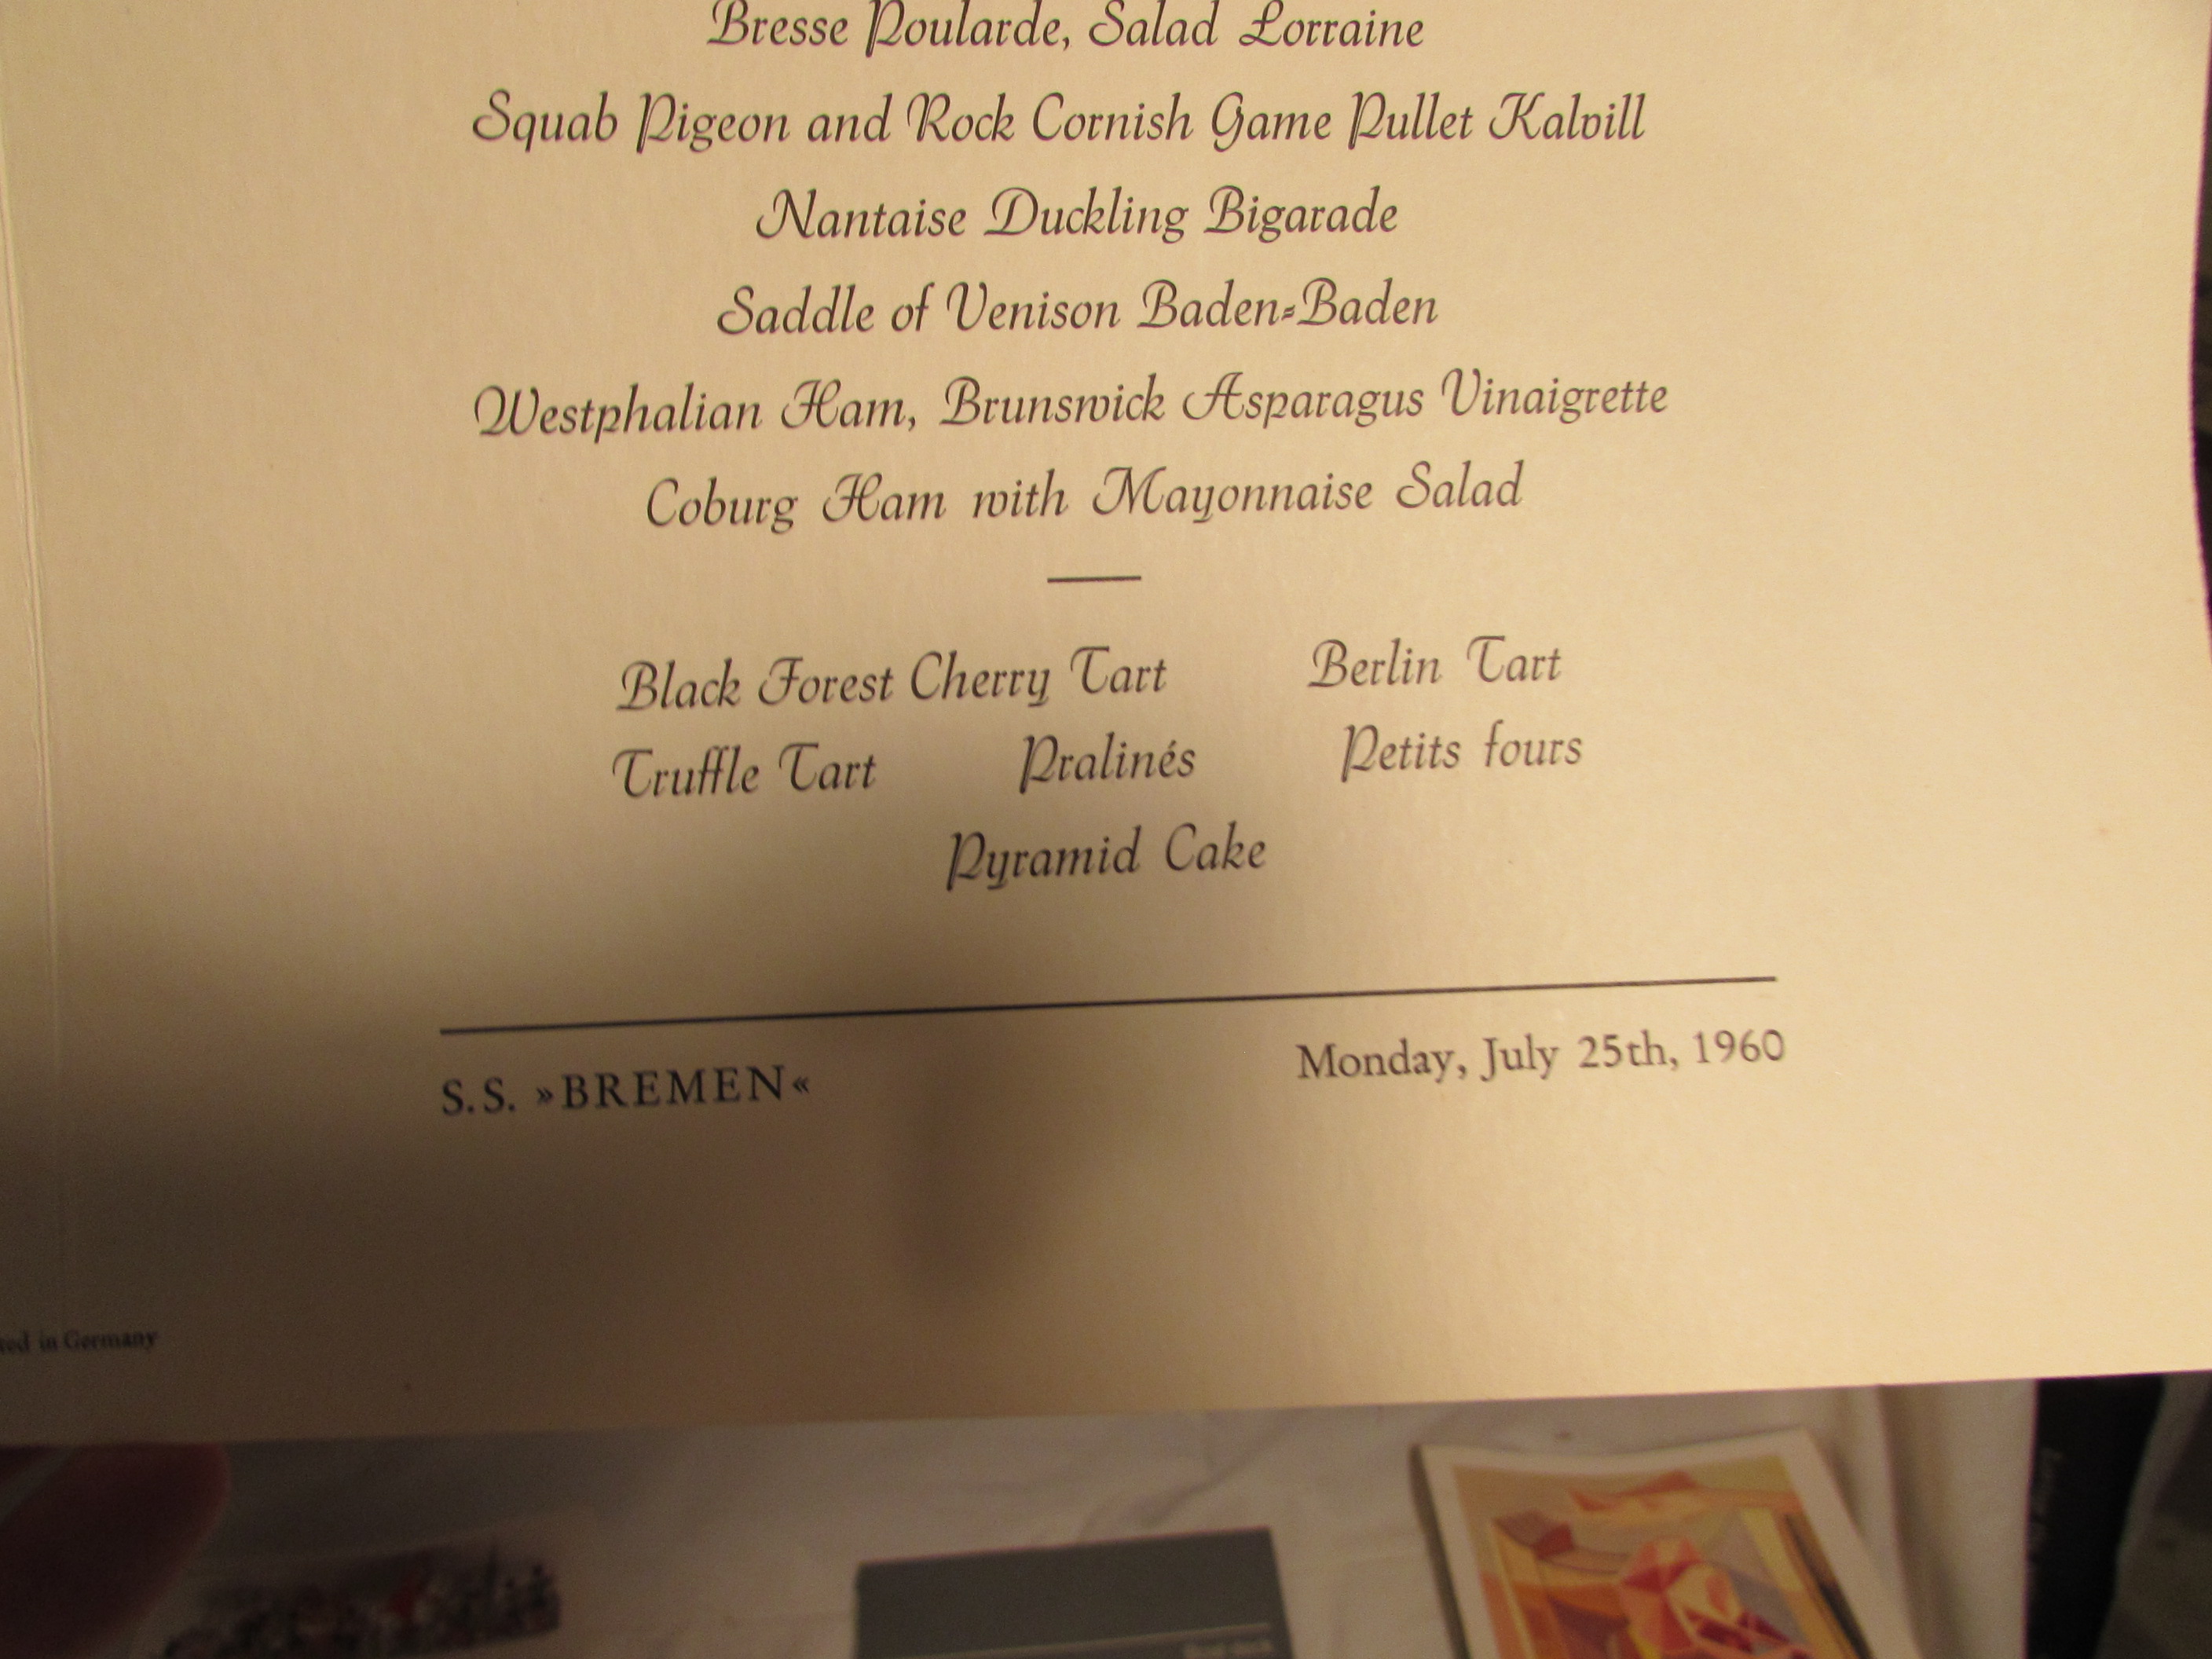 Bresse Poularde, Salad Lorraine
Squab Pigeon and Rock Cornish Game Pullet Kalvill
Nantaise Duckling Bigarade
Saddle of Venison Baden-Baden
Westphalian Ham, Brunswick Asparagus Vinaigrette
Coburg Ham with Mayonnaise Salad
Black Forest Cherry Tart Berlin Tart
Truffle Tart Pralinés Petits fours
Pyramid Cake
S.S. »BREMEN« Monday, July 25th, 1960
in Germany